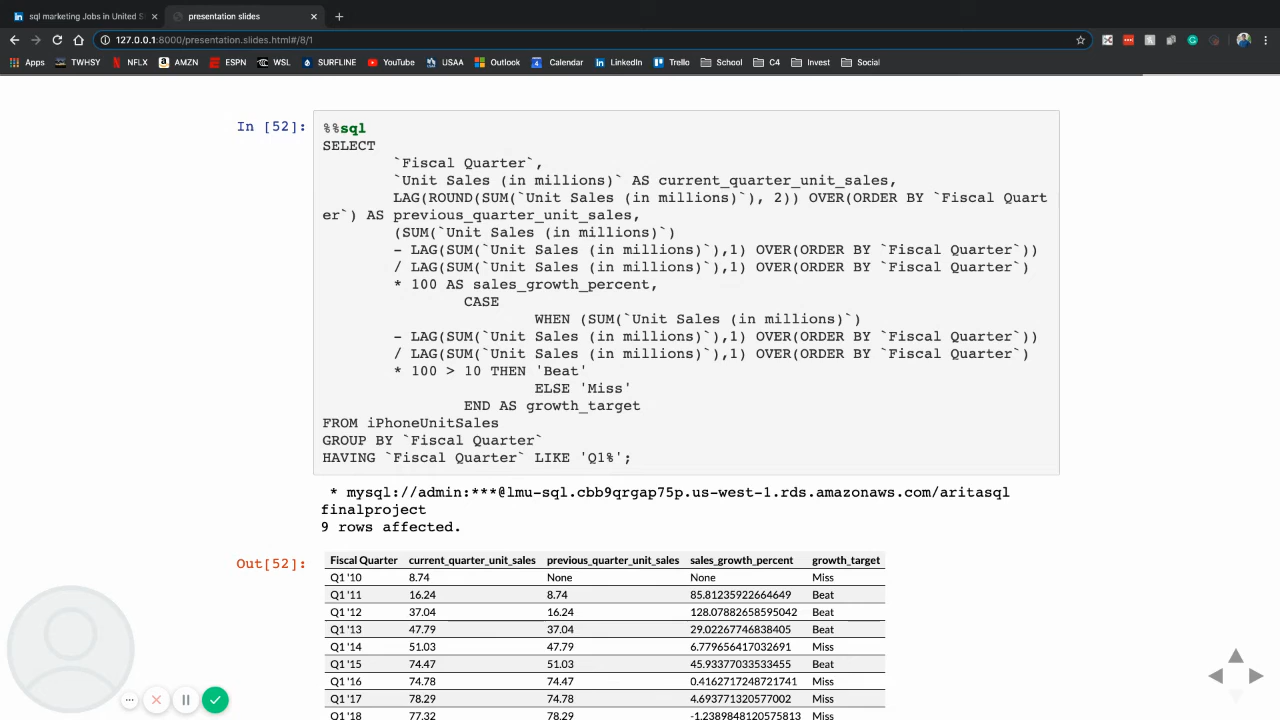 sql marketing Jobs in United S
presentation slides
127.0.0.1:8000/presentation.slides.html#/8/1
Apps TWHSY NFLX AMZN ESPN WSL SURFLINE YouTube USAA Outlook Calendar LinkedIn Trello School C4 Invest Social
In [52]:
%%sql
SELECT
`Fiscal Quarter`,
`Unit Sales (in millions)` AS current_quarter_unit_sales,
LAG(ROUND(SUM(`Unit Sales (in millions)`), 2)) OVER(ORDER BY `Fiscal Quart
er`) AS previous_quarter_unit_sales,
(SUM(`Unit Sales (in millions)`)
- LAG(SUM(`Unit Sales (in millions)`),1) OVER(ORDER BY `Fiscal Quarter`))
/ LAG(SUM(`Unit Sales (in millions)`),1) OVER(ORDER BY `Fiscal Quarter`)
* 100 AS sales_growth_percent,
CASE
WHEN (SUM(`Unit Sales (in millions)`)
- LAG(SUM(`Unit Sales (in millions)`),1) OVER(ORDER BY `Fiscal Quarter`))
/ LAG(SUM(`Unit Sales (in millions)`),1) OVER(ORDER BY `Fiscal Quarter`)
* 100 > 10 THEN 'Beat'
ELSE 'Miss'
END AS growth_target
FROM iPhoneUnitSales
GROUP BY `Fiscal Quarter`
HAVING `Fiscal Quarter` LIKE 'Q1%';
* mysql://admin:***@lmu-sql.cbb9qrgap75p.us-west-1.rds.amazonaws.com/aritasql
finalproject
9 rows affected.
Out[52]:
Fiscal Quarter current_quarter_unit_sales previous_quarter_unit_sales sales_growth_percent growth_target
Q1 '10 8.74 None None Miss
Q1 '11 16.24 8.74 85.81235922664649 Beat
Q1 '12 37.04 16.24 128.07882658595042 Beat
Q1 '13 47.79 37.04 29.02267746838405 Beat
Q1 '14 51.03 47.79 6.779656417032691 Miss
Q1 '15 74.47 51.03 45.93377033533455 Beat
Q1 '16 74.78 74.47 0.4162717248721741 Miss
Q1 '17 78.29 74.78 4.693771320577002 Miss
Q1 '18 77.32 78.29 -1.2389848120575813 Miss